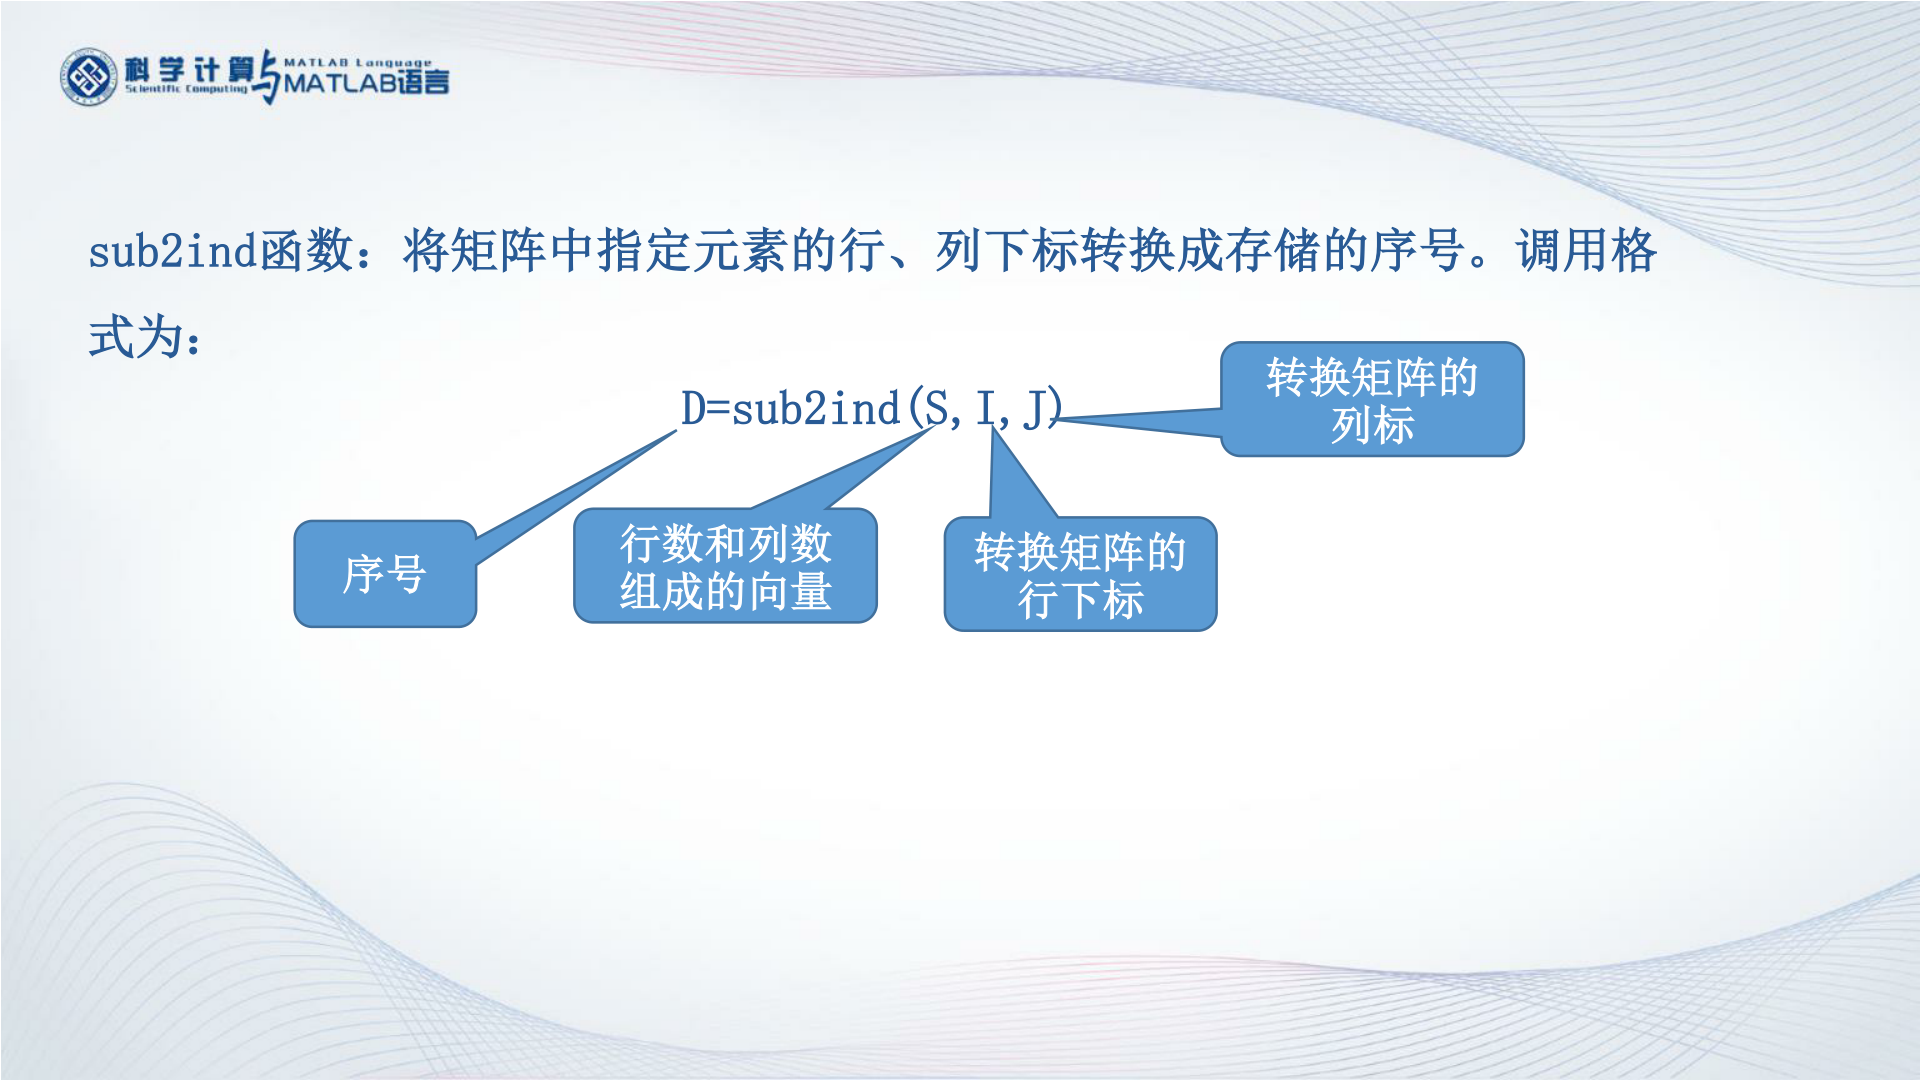 科学计算与MATLAB语言
Scientific Computing MATLAB Language
sub2ind函数：将矩阵中指定元素的行、列下标转换成存储的序号。调用格
式为：
D=sub2ind(S,I,J)
转换矩阵的
列标
序号
行数和列数
组成的向量
转换矩阵的
行下标